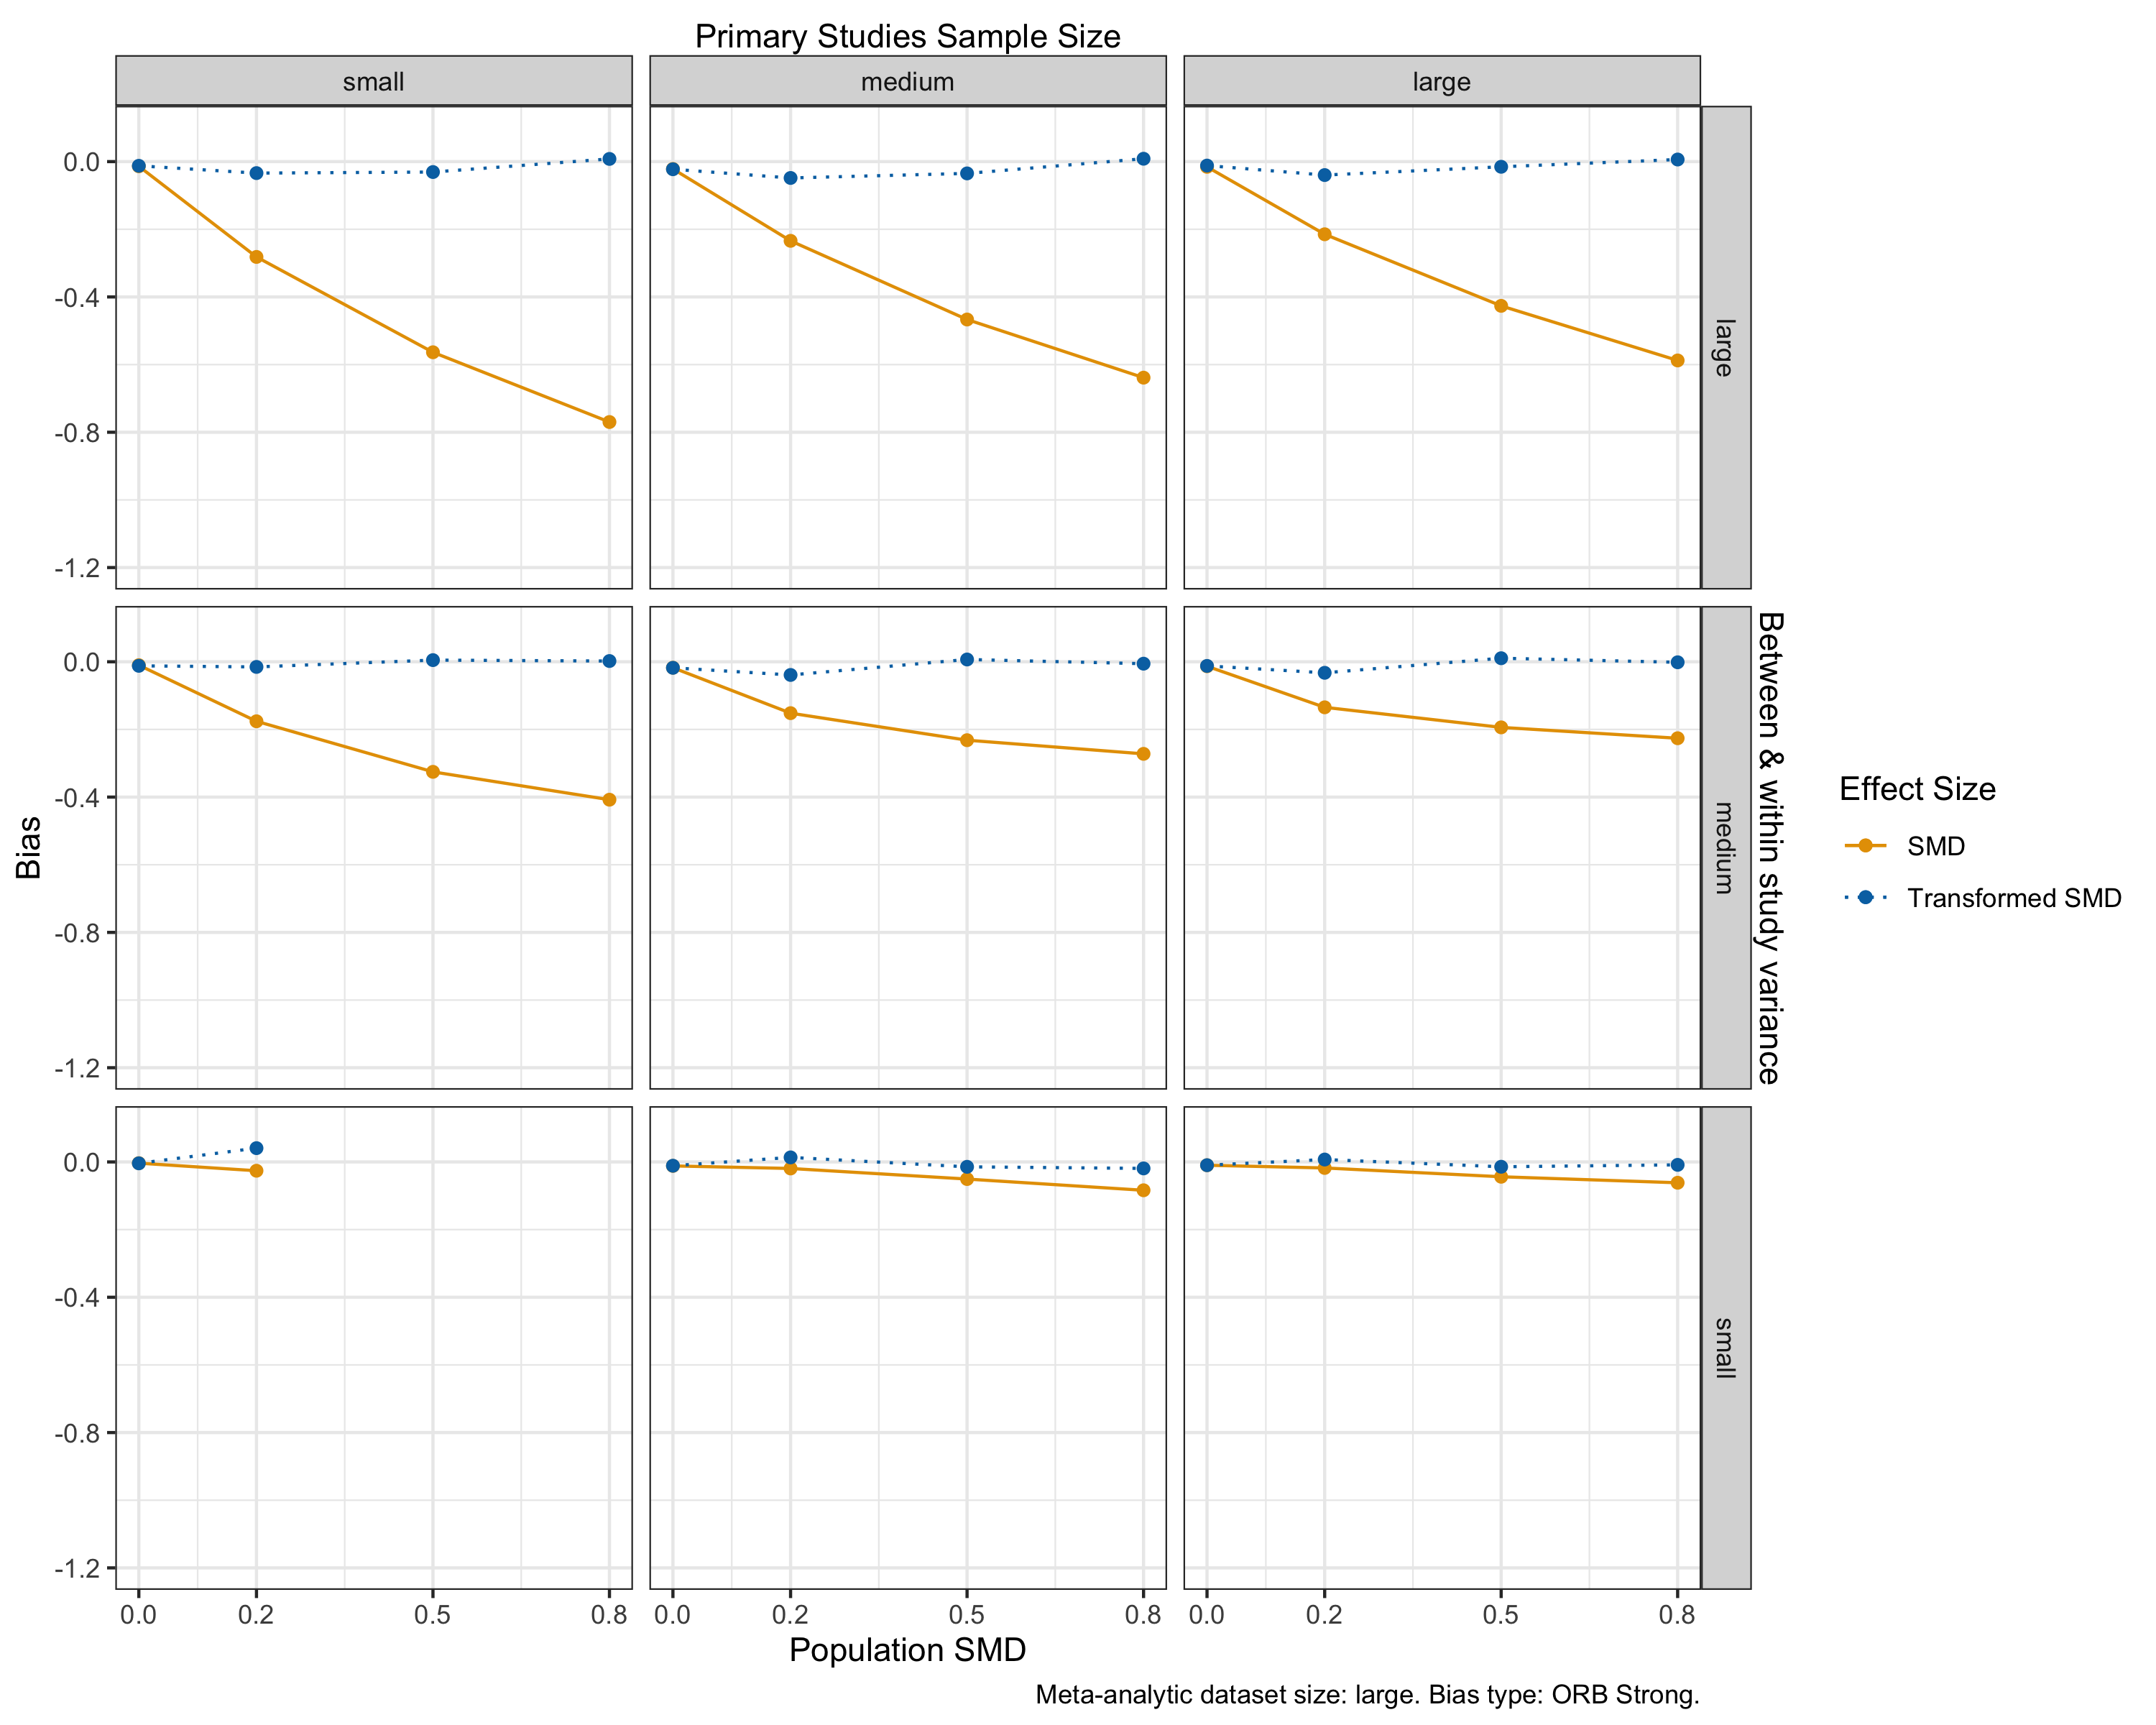 Primary Studies Sample Size
small medium large
0.0
-0.4
-0.8
-1.2
large
0.0
-0.4
-0.8
-1.2
medium
0.0
-0.4
-0.8
-1.2
small
Bias
Between & within study variance
Effect Size
SMD
Transformed SMD
0.0 0.2 0.5 0.8 0.0 0.2 0.5 0.8 0.0 0.2 0.5 0.8
Population SMD
Meta-analytic dataset size: large. Bias type: ORB Strong.